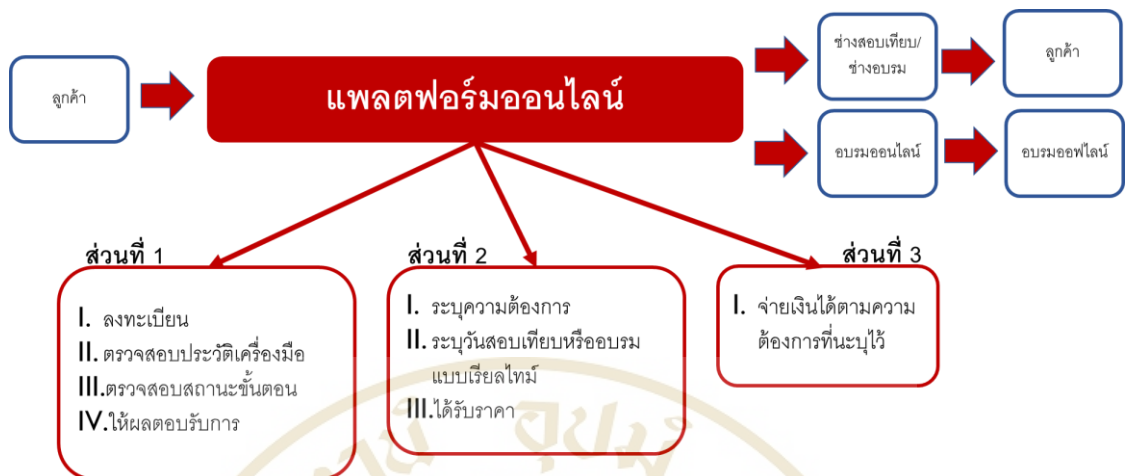 ลูกค้า
แพลตฟอร์มออนไลน์
ช่างสอบเทียบ/
ช่างอบรม
ลูกค้า
อบรมออนไลน์
อบรมออฟไลน์
ส่วนที่ 1
I. ลงทะเบียน
II. ตรวจสอบประวัติเครื่องมือ
III.ตรวจสอบสถานะขั้นตอน
IV.ให้ผลตอบรับการ
ส่วนที่ 2
I. ระบุความต้องการ
II. ระบุวันสอบเทียบหรืออบรม
แบบเรียลไทม์
III.ได้รับราคา
ส่วนที่ 3
I. จ่ายเงินได้ตามความ
ต้องการที่นะบุไว้